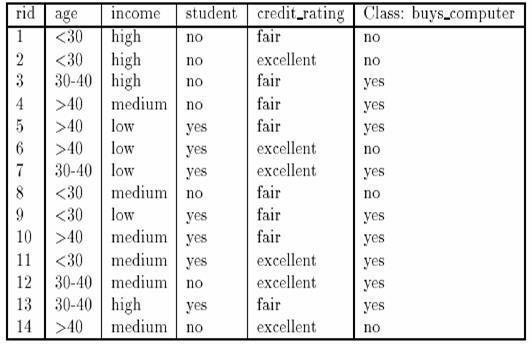 rid age income student credit_rating Class: buys_computer
1 <30 high no fair no
2 <30 high no excellent no
3 30-40 high no fair yes
4 >40 medium no fair yes
5 >40 low yes fair yes
6 >40 low yes excellent no
7 30-40 low yes excellent yes
8 <30 medium no fair no
9 <30 low yes fair yes
10 >40 medium yes fair yes
11 <30 medium yes excellent yes
12 30-40 medium no excellent yes
13 30-40 high yes fair yes
14 >40 medium no excellent no